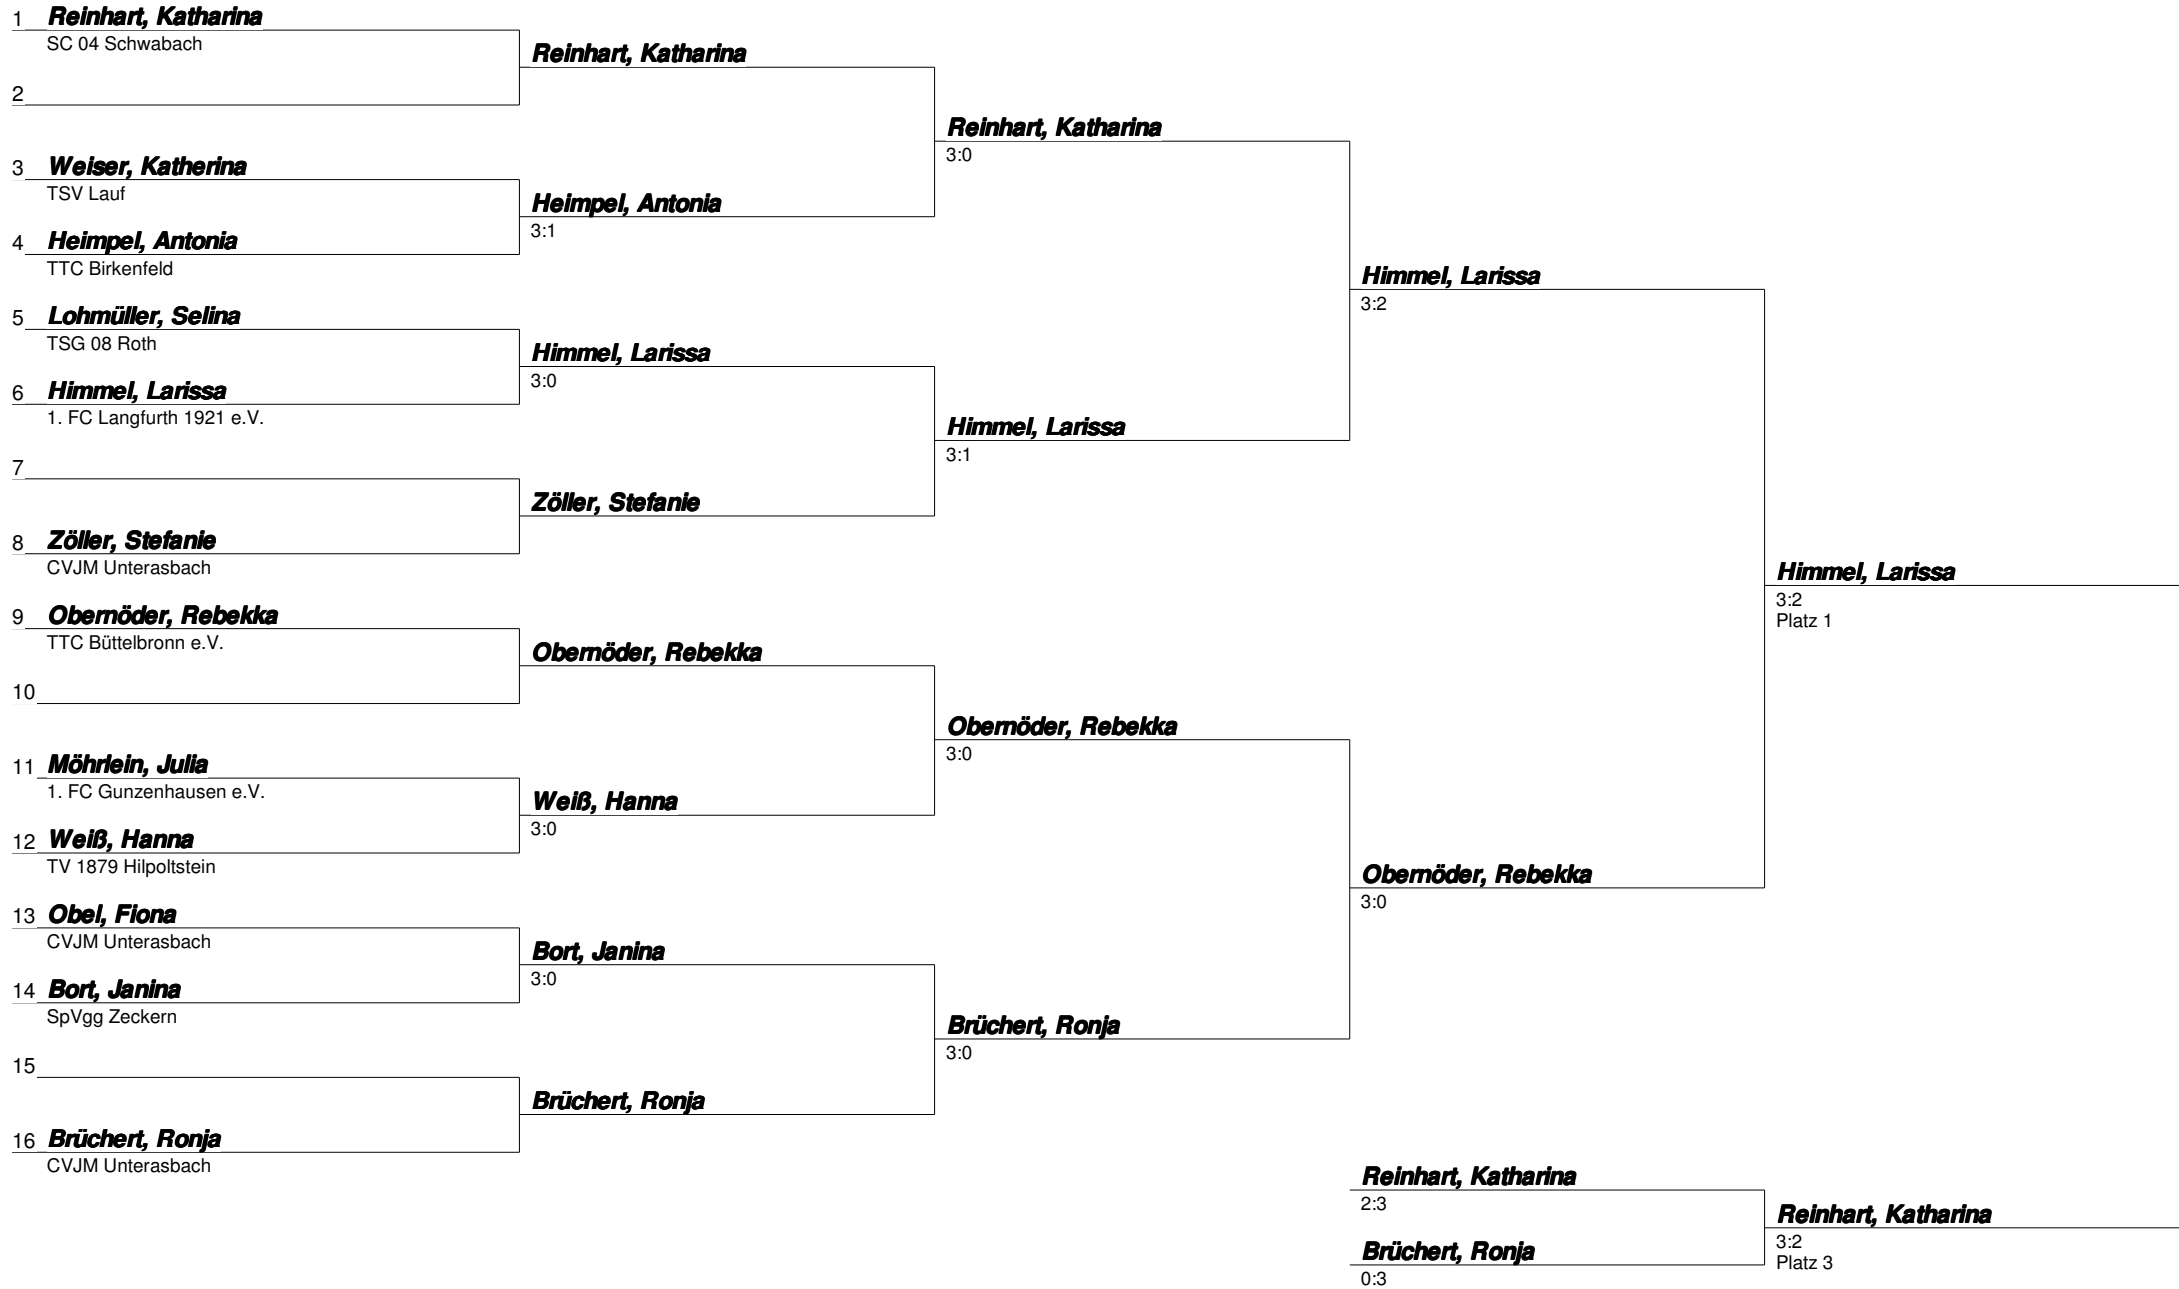 1 Reinhart, Katharina
SC 04 Schwabach
Reinhart, Katharina
2
Reinhart, Katharina
3:0
3 Weiser, Katherina
TSV Lauf
Heimpel, Antonia
3:1
4 Heimpel, Antonia
TTC Birkenfeld
Himmel, Larissa
3:2
5 Lohmüller, Selina
TSG 08 Roth
Himmel, Larissa
3:0
6 Himmel, Larissa
1. FC Langfurth 1921 e.V.
Himmel, Larissa
3:1
7
Zöller, Stefanie
8 Zöller, Stefanie
CVJM Unterasbach
Himmel, Larissa
3:2
Platz 1
9 Obernöder, Rebekka
TTC Büttelbronn e.V.
Obernöder, Rebekka
10
Obernöder, Rebekka
3:0
11 Möhrlein, Julia
1. FC Gunzenhausen e.V.
Weiß, Hanna
3:0
12 Weiß, Hanna
TV 1879 Hilpoltstein
Obernöder, Rebekka
3:0
13 Obel, Fiona
CVJM Unterasbach
Bort, Janina
3:0
14 Bort, Janina
SpVgg Zeckern
Brüchert, Ronja
3:0
15
Brüchert, Ronja
16 Brüchert, Ronja
CVJM Unterasbach
Reinhart, Katharina
2:3
Reinhart, Katharina
3:2
Platz 3
Brüchert, Ronja
0:3